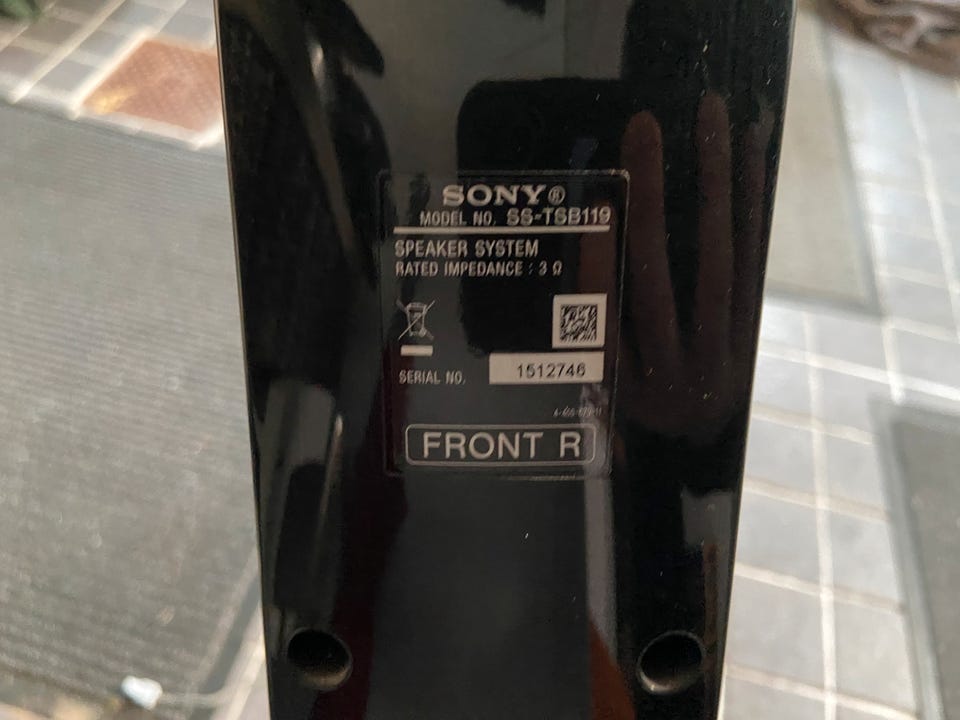 SONY®
MODEL NO. SS-TSB119
SPEAKER SYSTEM
RATED IMPEDANCE : 3 Ω
SERIAL NO. 1512746
FRONT R